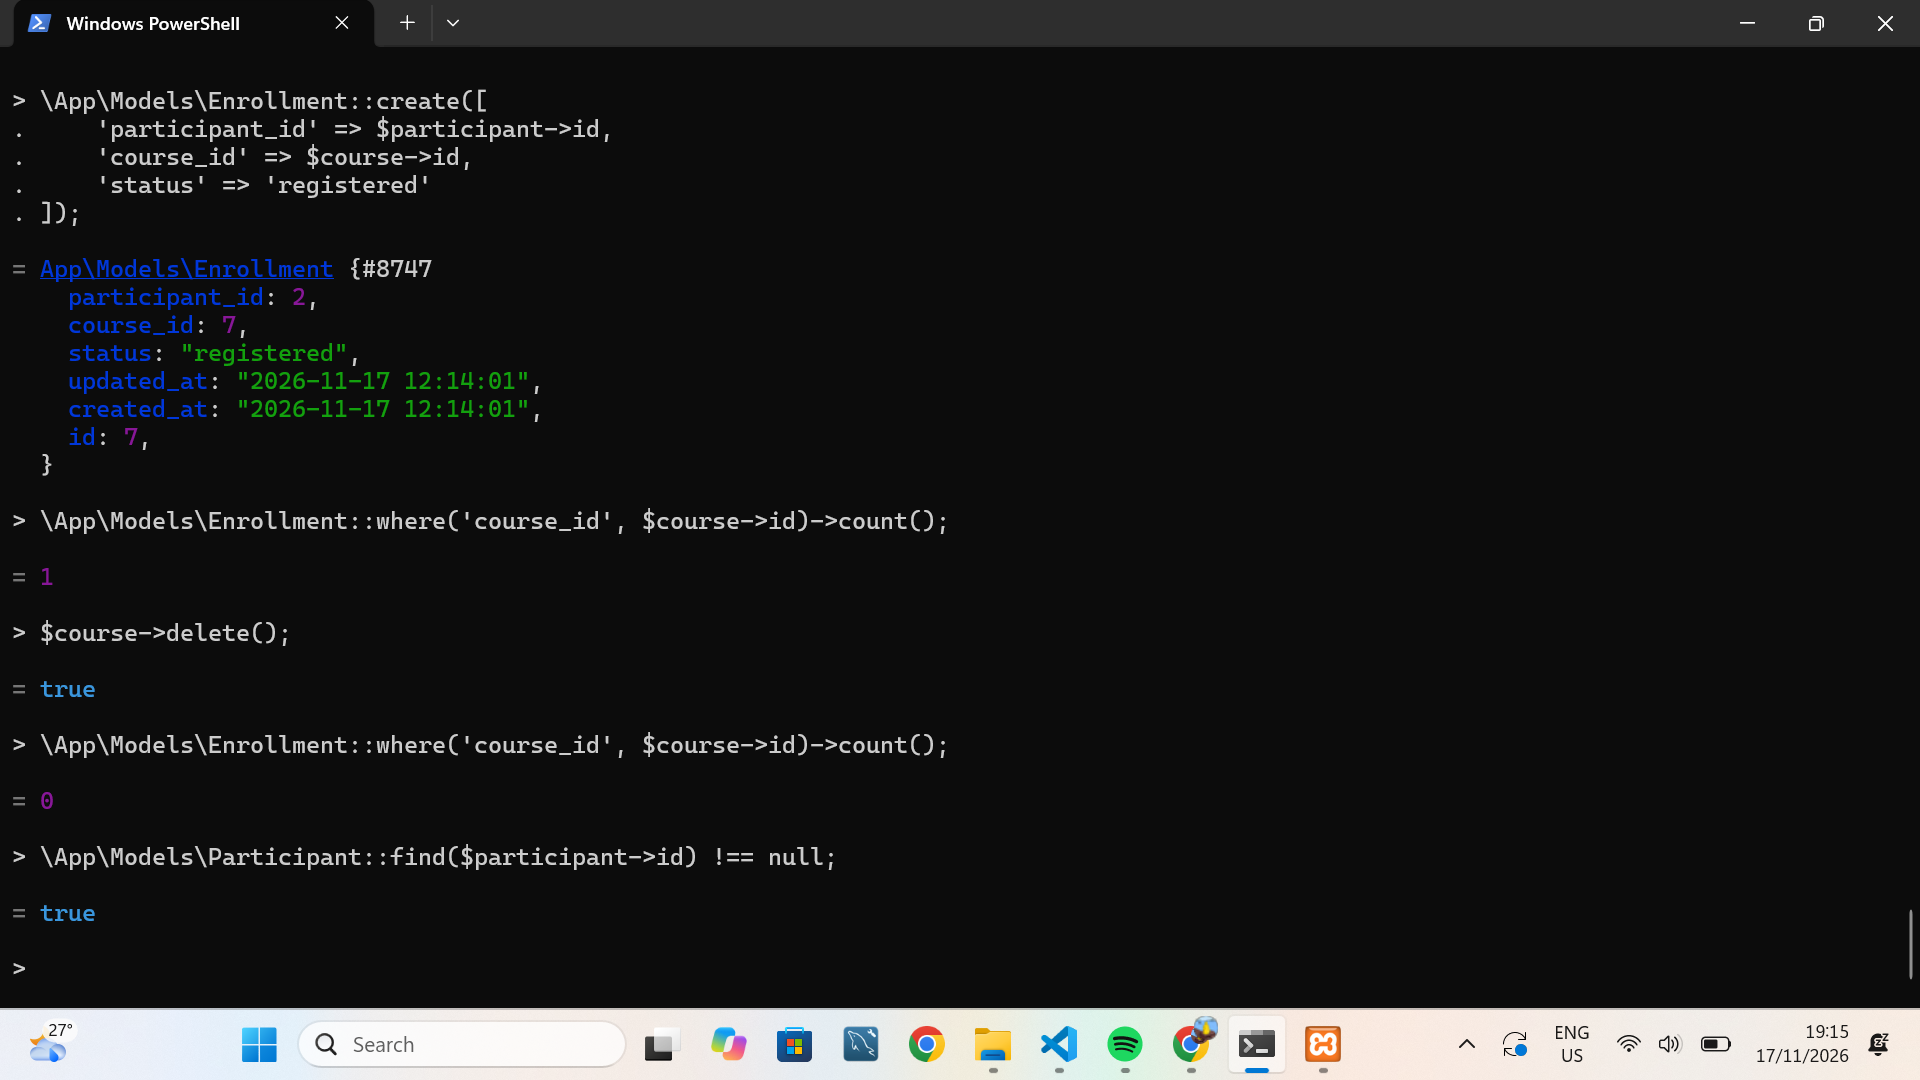 Windows PowerShell
> \App\Models\Enrollment::create([
.     'participant_id' => $participant->id,
.     'course_id' => $course->id,
.     'status' => 'registered'
. ]);
= App\Models\Enrollment {#8747
    participant_id: 2,
    course_id: 7,
    status: "registered",
    updated_at: "2026-11-17 12:14:01",
    created_at: "2026-11-17 12:14:01",
    id: 7,
  }
> \App\Models\Enrollment::where('course_id', $course->id)->count();
= 1
> $course->delete();
= true
> \App\Models\Enrollment::where('course_id', $course->id)->count();
= 0
> \App\Models\Participant::find($participant->id) !== null;
= true
>
27°
Search
ENG
US
19:15
17/11/2026